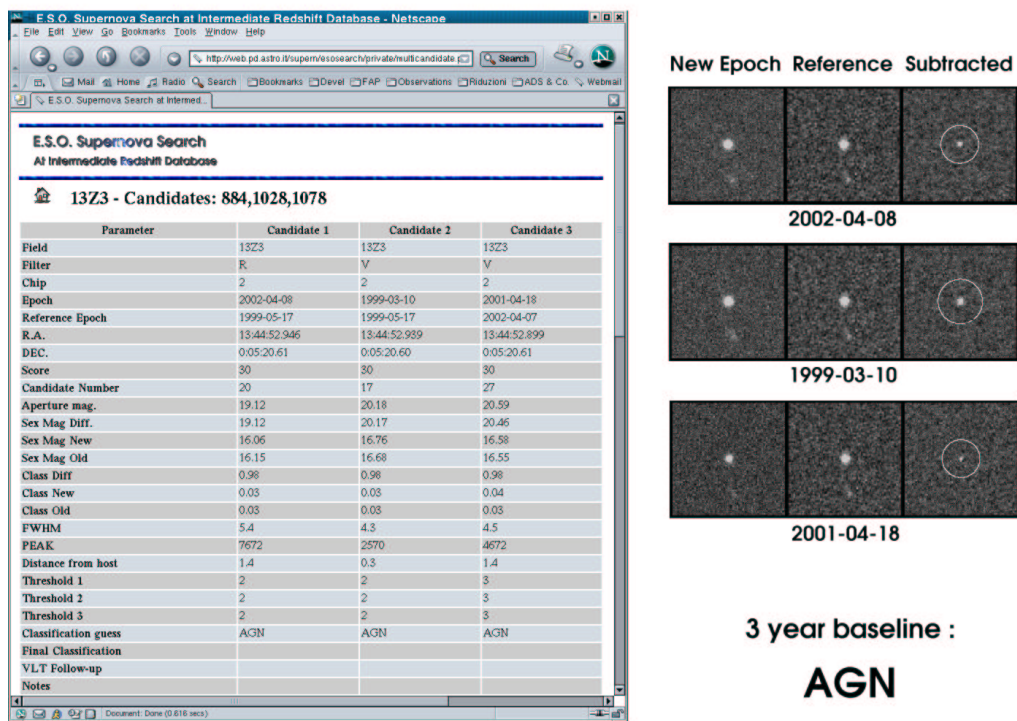 E.S.O. Supernova Search at Intermediate Redshift Database - Netscape
File Edit View Go Bookmarks Tools Window Help
http://web.pd.astro.it/supern/esosearch/private/multicandidate.p Search
Mail Home Radio Search Bookmarks Devel FAP Observations Riduzioni ADS & Co. Webmail
E.S.O. Supernova Search at Intermed...
E.S.O. Supernova Search
At Intermediate Redshift Database
13Z3 - Candidates: 884,1028,1078
Parameter Candidate 1 Candidate 2 Candidate 3
Field 13Z3 13Z3 13Z3
Filter R V V
Chip 2 2 2
Epoch 2002-04-08 1999-03-10 2001-04-18
Reference Epoch 1999-05-17 1999-05-17 2002-04-07
R.A. 13:44:52.946 13:44:52.939 13:44:52.899
DEC. 0:05:20.61 0:05:20.60 0:05:20.61
Score 30 30 30
Candidate Number 20 17 27
Aperture mag. 19.12 20.18 20.59
Sex Mag Diff. 19.12 20.17 20.46
Sex Mag New 16.06 16.76 16.58
Sex Mag Old 16.15 16.68 16.55
Class Diff 0.98 0.98 0.98
Class New 0.03 0.03 0.04
Class Old 0.03 0.03 0.03
FWHM 5.4 4.3 4.5
PEAK 7672 2570 4672
Distance from host 1.4 0.3 1.4
Threshold 1 2 2 3
Threshold 2 2 2 3
Threshold 3 2 2 3
Classification guess AGN AGN AGN
Final Classification
VLT Follow-up
Notes
Document: Done (0.616 secs)
New Epoch Reference Subtracted
2002-04-08
1999-03-10
2001-04-18
3 year baseline :
AGN